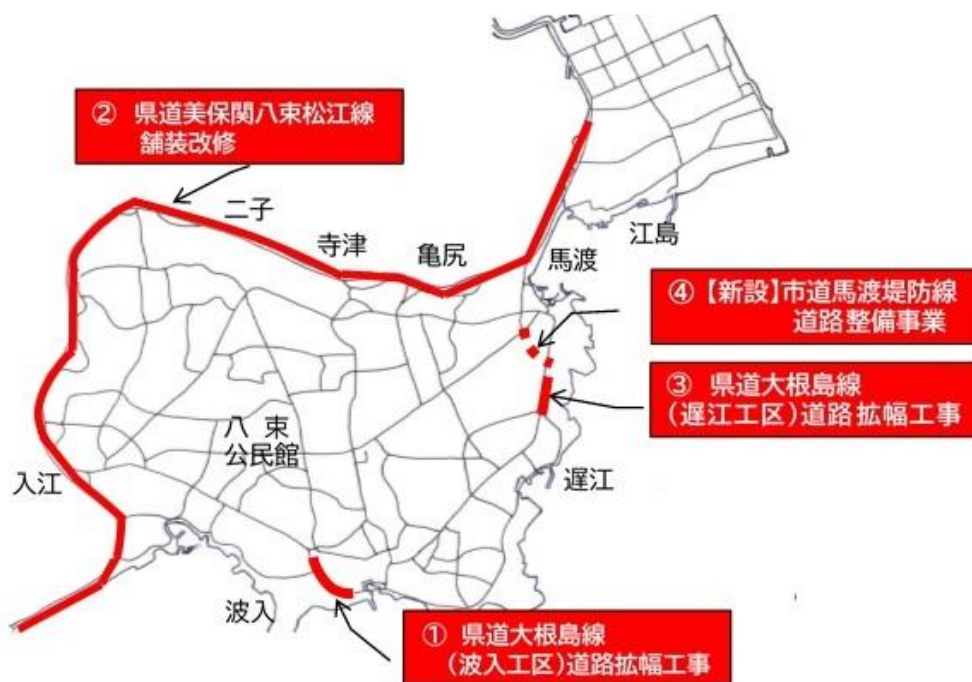 ② 県道美保関八束松江線
舗装改修
二子
寺津
亀尻
馬渡
江島
④【新設】市道馬渡堤防線
道路整備事業
③ 県道大根島線
(遅江工区)道路拡幅工事
八 束
公民館
入江
遅江
波入
① 県道大根島線
(波入工区)道路拡幅工事